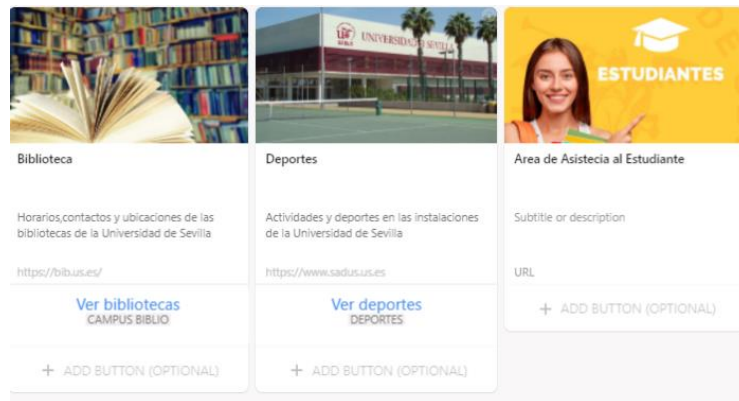 UNIVERSIDAD D SEVILLA
ESTUDIANTES
Biblioteca
Horarios,contactos y ubicaciones de las
bibliotecas de la Universidad de Sevilla
https://bib.us.es/
Ver bibliotecas
CAMPUS BIBLIO
+ ADD BUTTON (OPTIONAL)
Deportes
Actividades y deportes en las instalaciones
de la Universidad de Sevilla
https://www.sadus.us.es
Ver deportes
DEPORTES
+ ADD BUTTON (OPTIONAL)
Area de Asistecia al Estudiante
Subtitle or description
URL
+ ADD BUTTON (OPTIONAL)